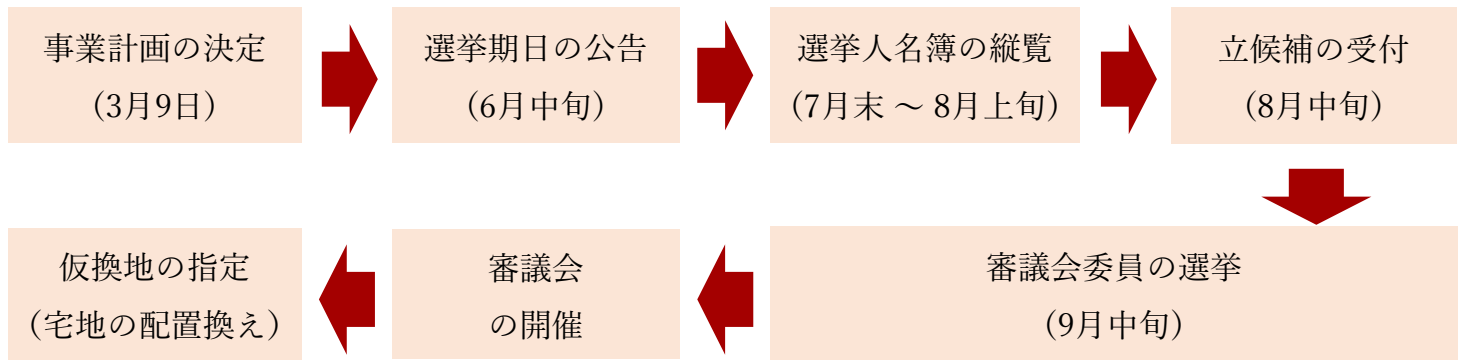 事業計画の決定
(3月9日)
選挙期日の公告
(6月中旬)
選挙人名簿の縦覧
(7月末 ～ 8月上旬)
立候補の受付
(8月中旬)
審議会委員の選挙
(9月中旬)
審議会
の開催
仮換地の指定
(宅地の配置換え)